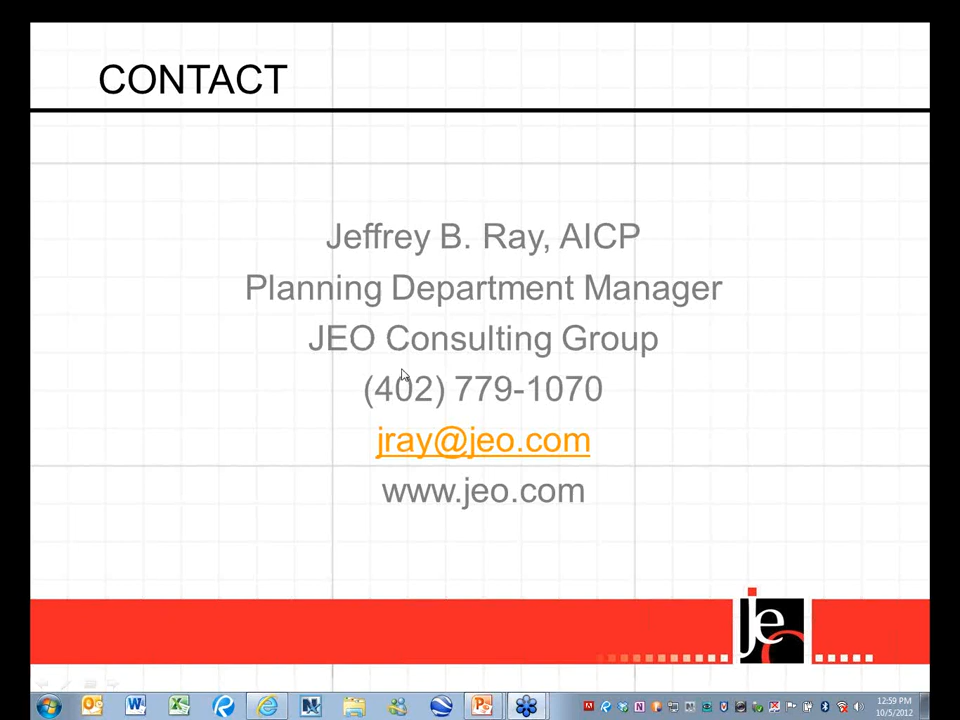 CONTACT
Jeffrey B. Ray, AICP
Planning Department Manager
JEO Consulting Group
(402) 779-1070
jray@jeo.com
www.jeo.com
jeo
12:59 PM
10/5/2012